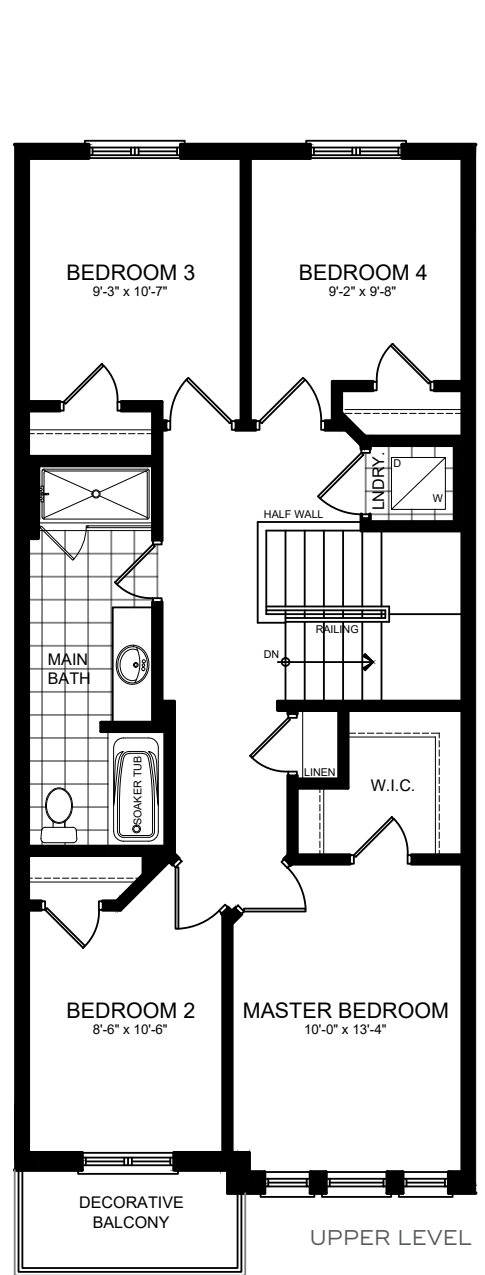 BEDROOM 3
9'-3" x 10'-7"
BEDROOM 4
9'-2" x 9'-8"
LNDRY.
D
W
HALF WALL
RAILING
DN
MAIN
BATH
SOAKER TUB
LINEN
W.I.C.
BEDROOM 2
8'-6" x 10'-6"
MASTER BEDROOM
10'-0" x 13'-4"
DECORATIVE
BALCONY
UPPER LEVEL